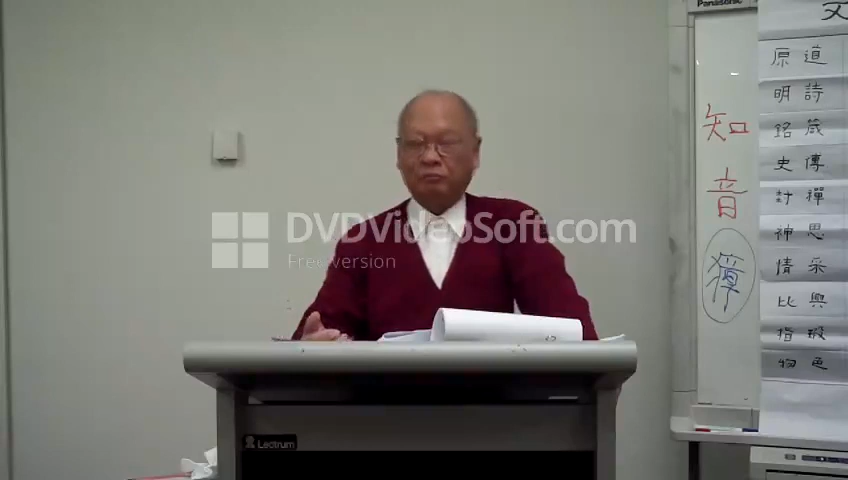 Panasonic
文
原道
明詩
銘箴
史傳
封禪
神思
情采
比興
指瑕
物色
知
音
獐
DVDVideoSoft.com
Free Version
Lectrum